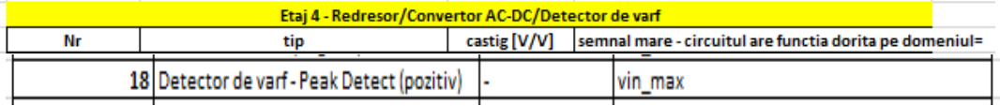 Etaj 4 - Redresor/Convertor AC-DC/Detector de varf
Nr tip castig [V/V] semnal mare - circuitul are functia dorita pe domeniul=
18 Detector de varf - Peak Detect (pozitiv) - vin_max